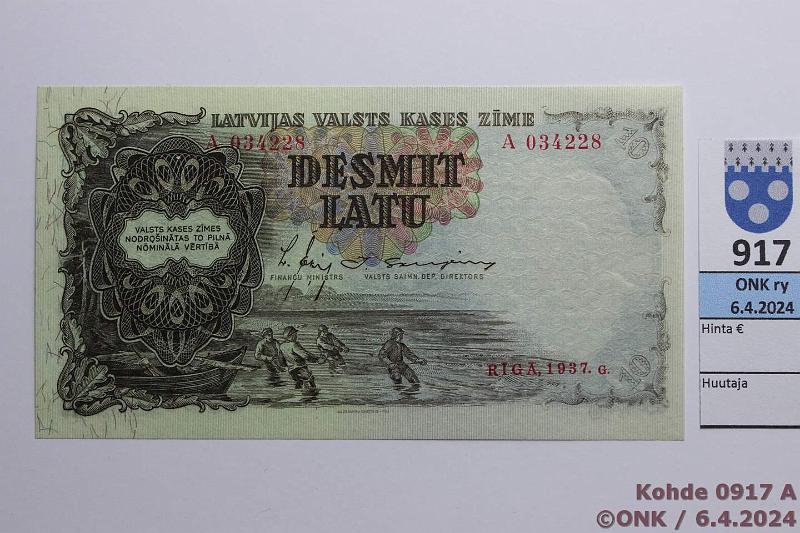 LATVIJAS VALSTS KASES ZĪME
A 034228
A 034228
DESMIT
LATU
VALSTS KASES ZĪMES
NODROŠINĀTAS TO PILNĀ
NOMINĀLĀ VĒRTĪBĀ
FINANČU MINISTRS
VALSTS SAIMN. DEP. DIREKTORS
RĪGĀ, 1937. G.
10
917
ONK ry
6.4.2024
Hinta €
Huutaja
Kohde 0917 A
©ONK / 6.4.2024